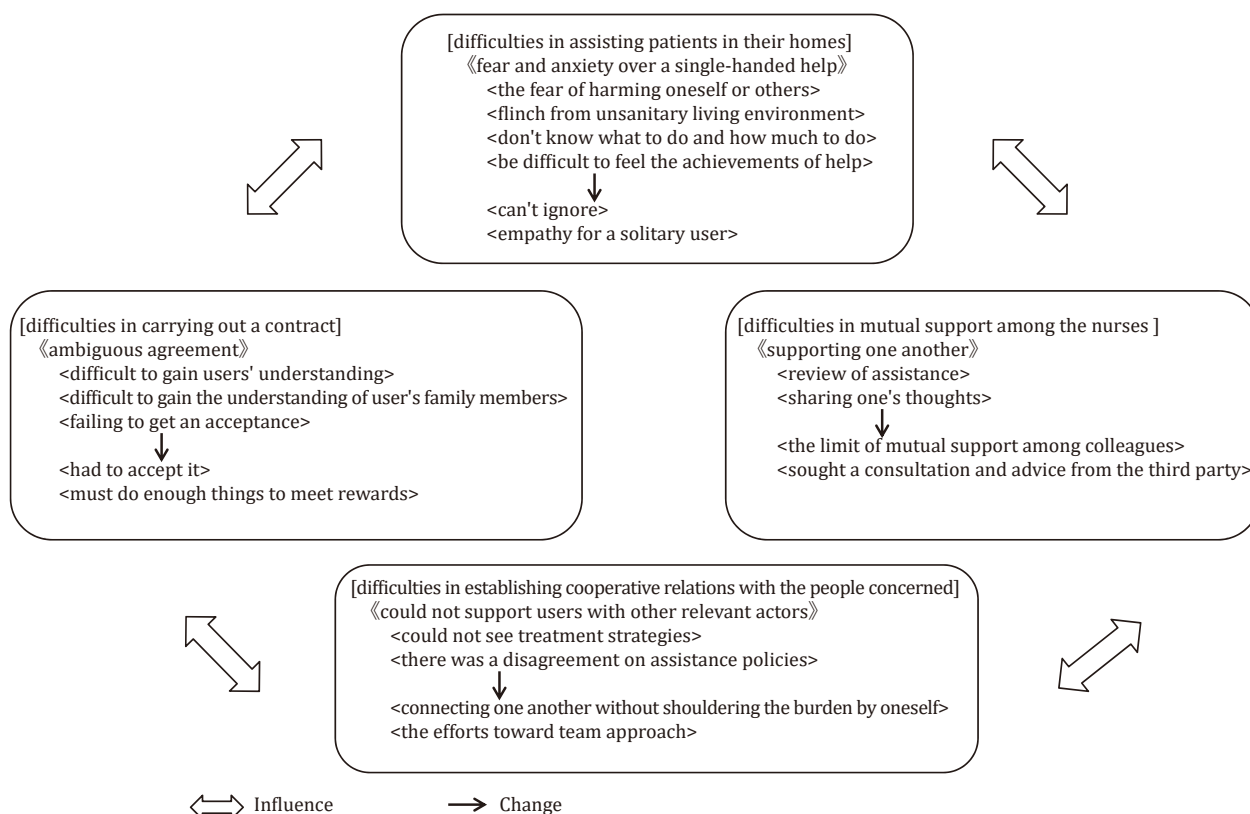 [difficulties in assisting patients in their homes]
《fear and anxiety over a single-handed help》
<the fear of harming oneself or others>
<flinch from unsanitary living environment>
<don't know what to do and how much to do>
<be difficult to feel the achievements of help>
<can't ignore>
<empathy for a solitary user>
[difficulties in carrying out a contract]
《ambiguous agreement》
<difficult to gain users' understanding>
<difficult to gain the understanding of user's family members>
<failing to get an acceptance>
<had to accept it>
<must do enough things to meet rewards>
[difficulties in mutual support among the nurses ]
《supporting one another》
<review of assistance>
<sharing one's thoughts>
<the limit of mutual support among colleagues>
<sought a consultation and advice from the third party>
[difficulties in establishing cooperative relations with the people concerned]
《could not support users with other relevant actors》
<could not see treatment strategies>
<there was a disagreement on assistance policies>
<connecting one another without shouldering the burden by oneself>
<the efforts toward team approach>
Influence
Change